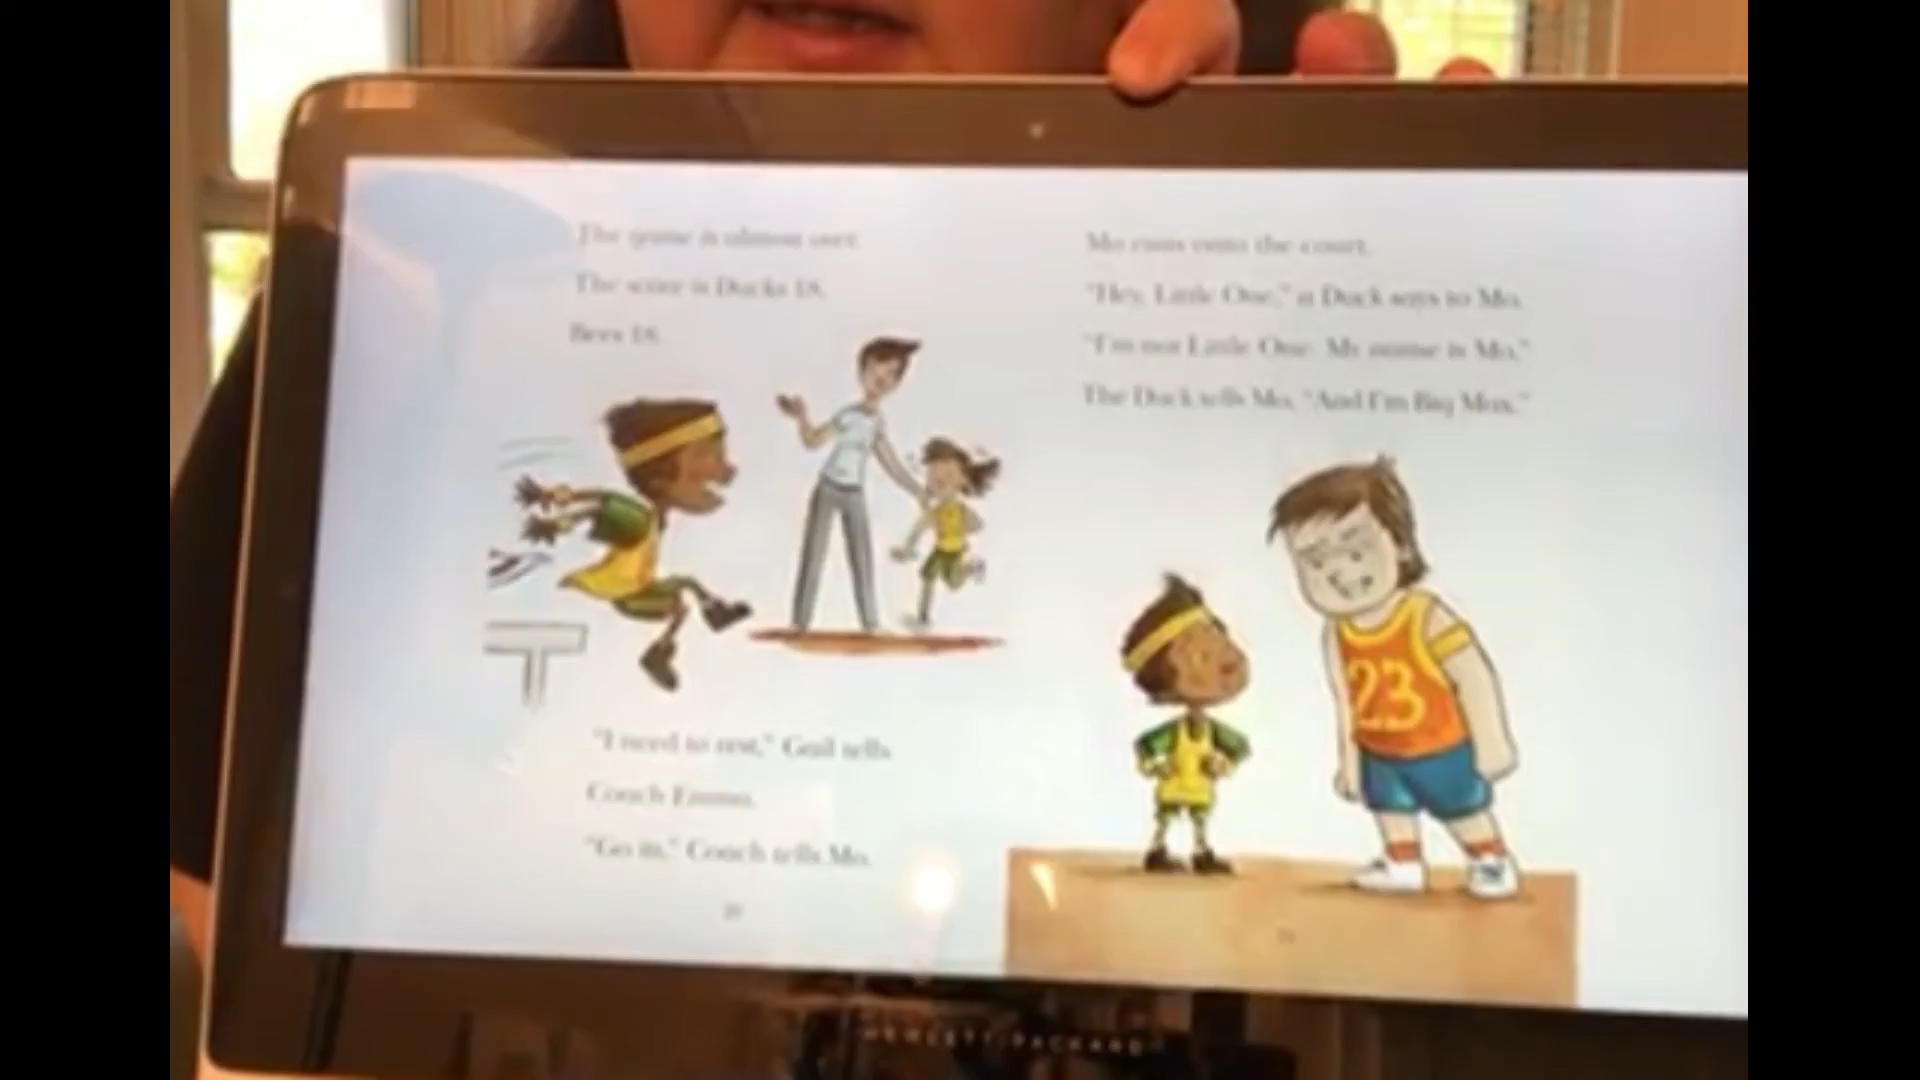 The game is almost over.
The score is Ducks 18,
Bees 18.
"I need to rest," Gail tells
Coach Emma.
"Go in," Coach tells Mo.
Mo runs onto the court.
"Hey, Little One," a Duck says to Mo.
"I'm not Little One. My name is Mo."
The Duck tells Mo, "And I'm Big Max."
23
HEWLETT-PACKARD